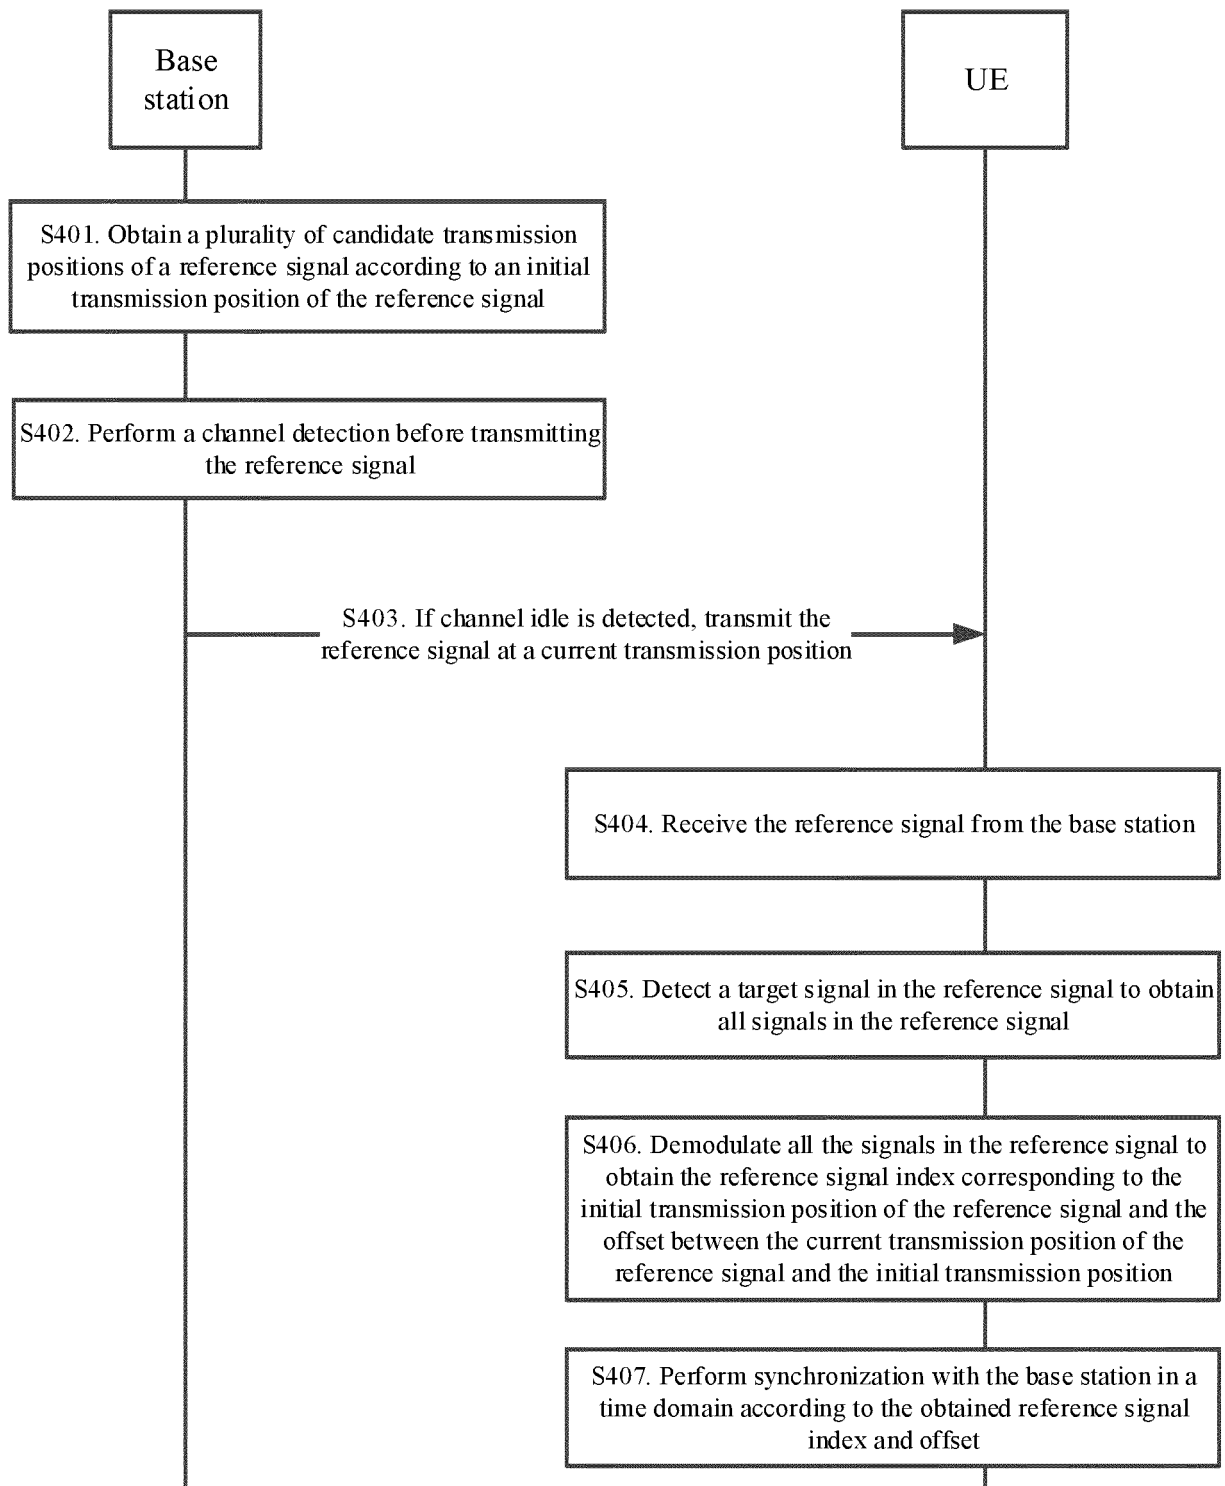 Base
station
UE
S401. Obtain a plurality of candidate transmission
positions of a reference signal according to an initial
transmission position of the reference signal
S402. Perform a channel detection before transmitting
the reference signal
S403. If channel idle is detected, transmit the
reference signal at a current transmission position
S404. Receive the reference signal from the base station
S405. Detect a target signal in the reference signal to obtain
all signals in the reference signal
S406. Demodulate all the signals in the reference signal to
obtain the reference signal index corresponding to the
initial transmission position of the reference signal and the
offset between the current transmission position of the
reference signal and the initial transmission position
S407. Perform synchronization with the base station in a
time domain according to the obtained reference signal
index and offset